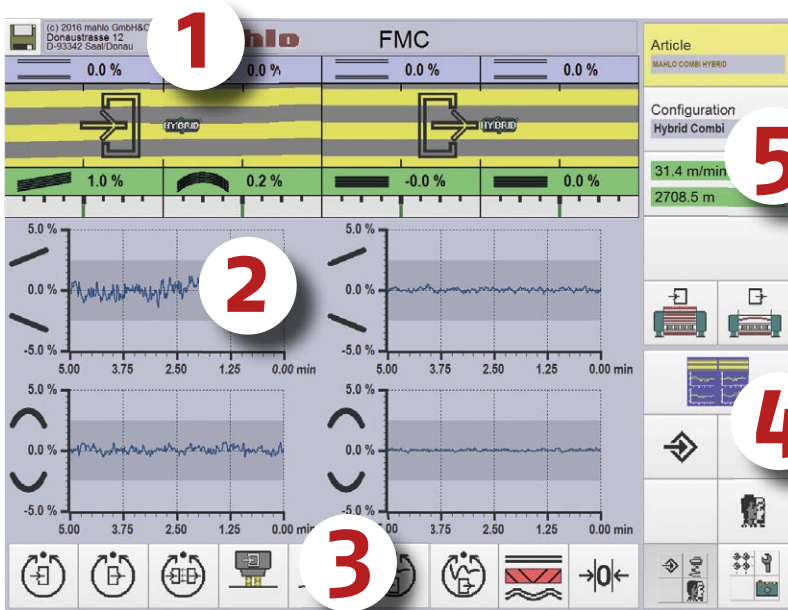 (c) 2016 mahlo GmbH&C
Donaustrasse 12
D-93342 Saal/Donau
hlo
FMC
0.0 %
0.0 %
0.0 %
0.0 %
HYBRID
HYBRID
1.0 %
0.2 %
-0.0 %
0.0 %
1
5.0 %
0.0 %
-5.0 %
5.00 3.75 2.50 1.25 0.00 min
5.0 %
0.0 %
-5.0 %
5.00 3.75 2.50 1.25 0.00 min
2
5.0 %
0.0 %
-5.0 %
5.00 3.75 2.50 1.25 0.00 min
5.0 %
0.0 %
-5.0 %
5.00 3.75 2.50 1.25 0.00 min
3
→0←
Article
MAHLO COMBI HYBRID
Configuration
Hybrid Combi
31.4 m/min
2708.5 m
5
4